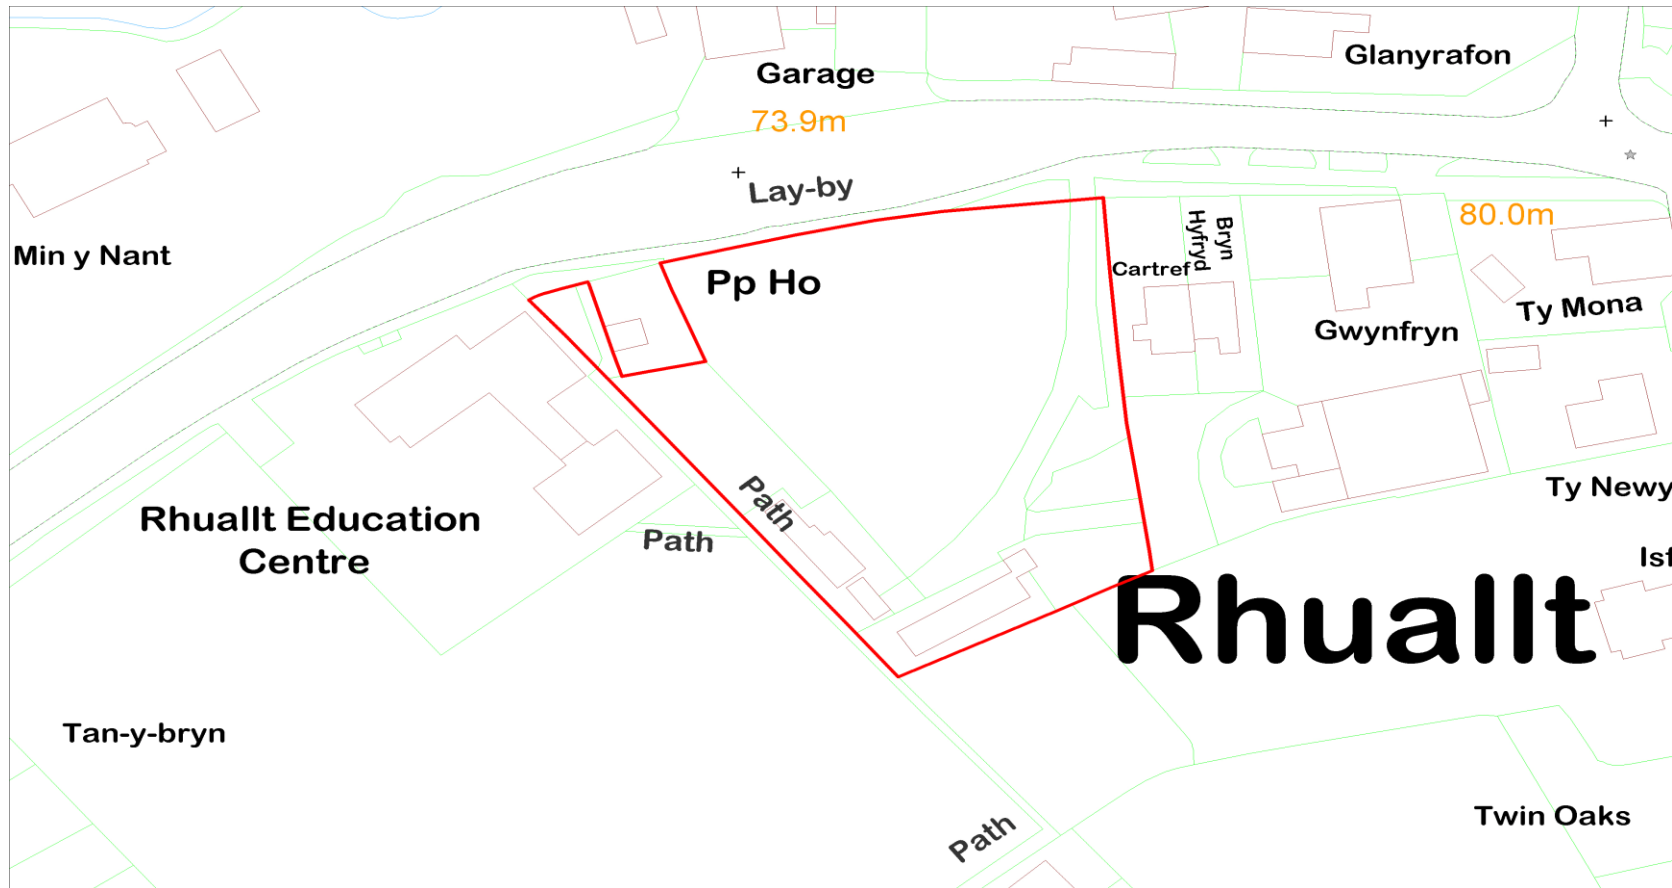 Garage
73.9m
Glanyrafon
Lay-by
Min y Nant
Pp Ho
Cartref
Hyfryd
Bryn
80.0m
Ty Mona
Gwynfryn
Rhuallt Education
Centre
Path
Path
Ty Newy
Isf
Rhuallt
Tan-y-bryn
Twin Oaks
Path